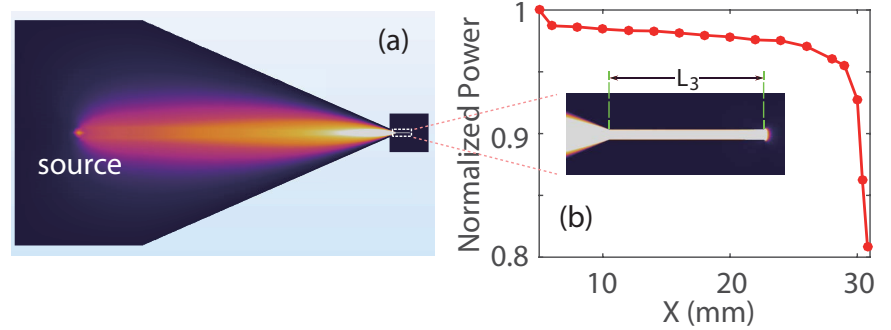 (a)
source
Normalized Power
1
0.9
0.8
L3
(b)
10
20
30
X (mm)